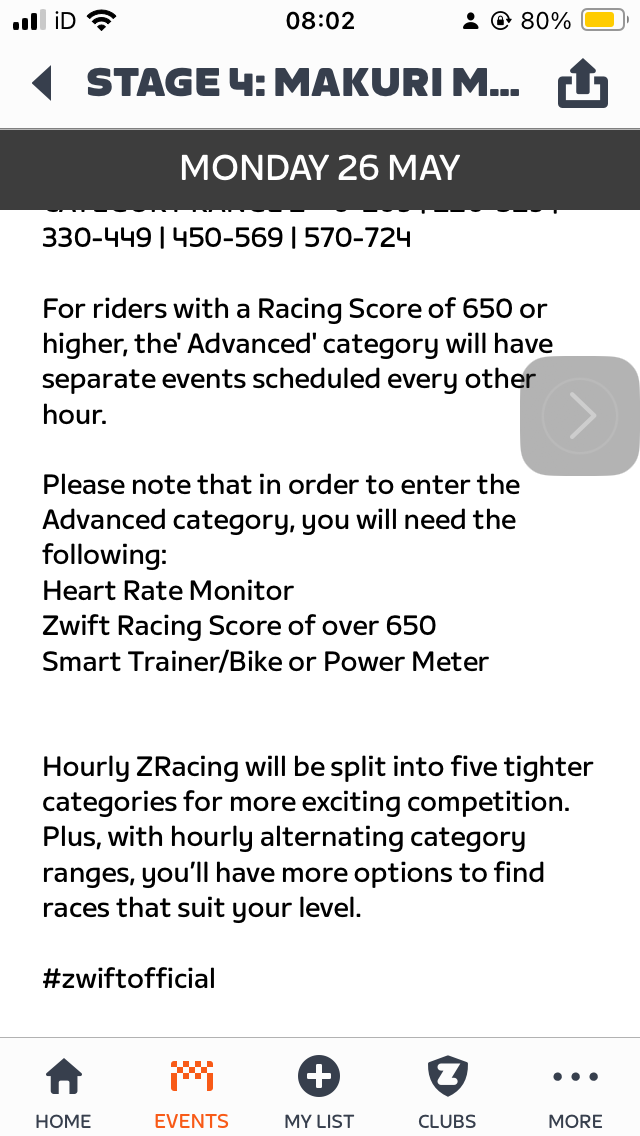 iD 08:02 80%
STAGE 4: MAKURI M...
MONDAY 26 MAY
330-449 | 450-569 | 570-724
For riders with a Racing Score of 650 or
higher, the' Advanced' category will have
separate events scheduled every other
hour.
Please note that in order to enter the
Advanced category, you will need the
following:
Heart Rate Monitor
Zwift Racing Score of over 650
Smart Trainer/Bike or Power Meter
Hourly ZRacing will be split into five tighter
categories for more exciting competition.
Plus, with hourly alternating category
ranges, you’ll have more options to find
races that suit your level.
#zwiftofficial
HOME EVENTS MY LIST CLUBS MORE